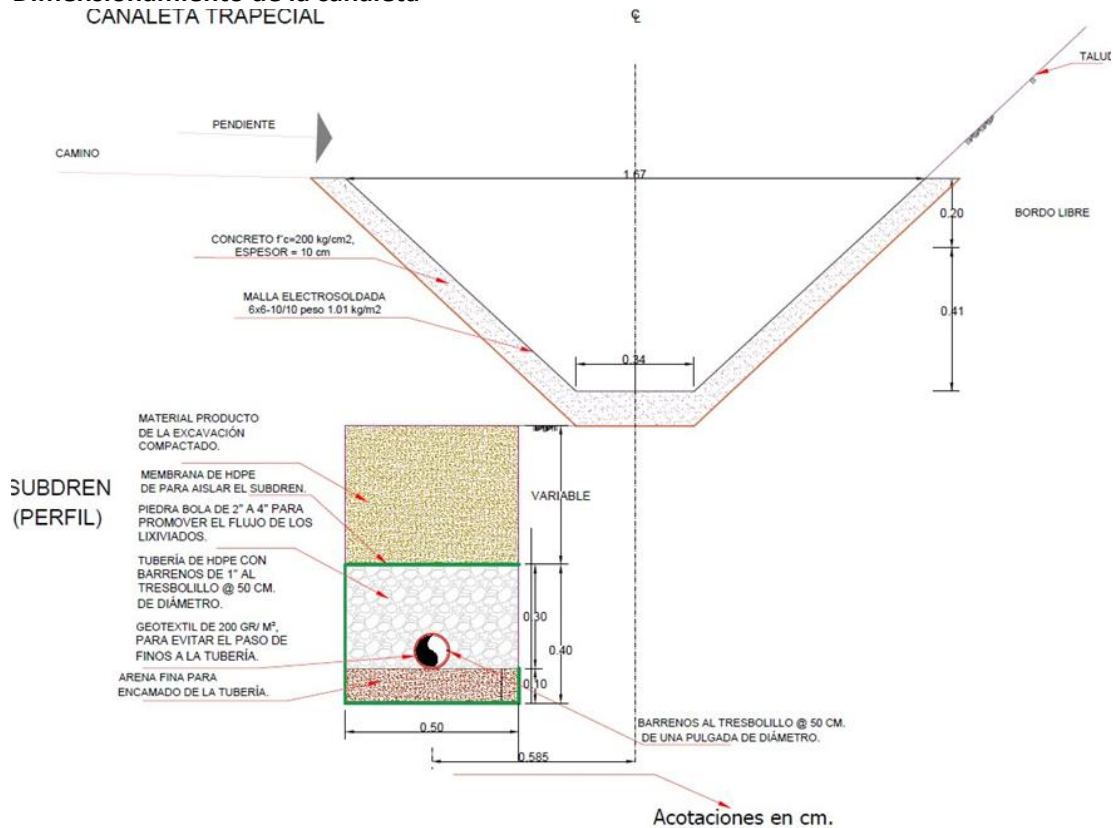 Dimensionamiento de la canaleta
CANALETA TRAPECIAL
℄
TALUD
PENDIENTE
CAMINO
1.67
0.20
BORDO LIBRE
CONCRETO f'c=200 kg/cm2,
ESPESOR = 10 cm
MALLA ELECTROSOLDADA
6x6-10/10 peso 1.01 kg/m2
0.41
0.34
MATERIAL PRODUCTO
DE LA EXCAVACIÓN
COMPACTADO.
SUBDREN
(PERFIL)
MEMBRANA DE HDPE
DE PARA AISLAR EL SUBDREN.
VARIABLE
PIEDRA BOLA DE 2" A 4" PARA
PROMOVER EL FLUJO DE LOS
LIXIVIADOS.
TUBERÍA DE HDPE CON
BARRENOS DE 1" AL
TRESBOLILLO @ 50 CM.
DE DIÁMETRO.
0.30
0.40
GEOTEXTIL DE 200 GR/ M²,
PARA EVITAR EL PASO DE
FINOS A LA TUBERÍA.
ARENA FINA PARA
ENCAMADO DE LA TUBERÍA.
0.10
0.50
BARRENOS AL TRESBOLILLO @ 50 CM.
DE UNA PULGADA DE DIÁMETRO.
0.585
Acotaciones en cm.